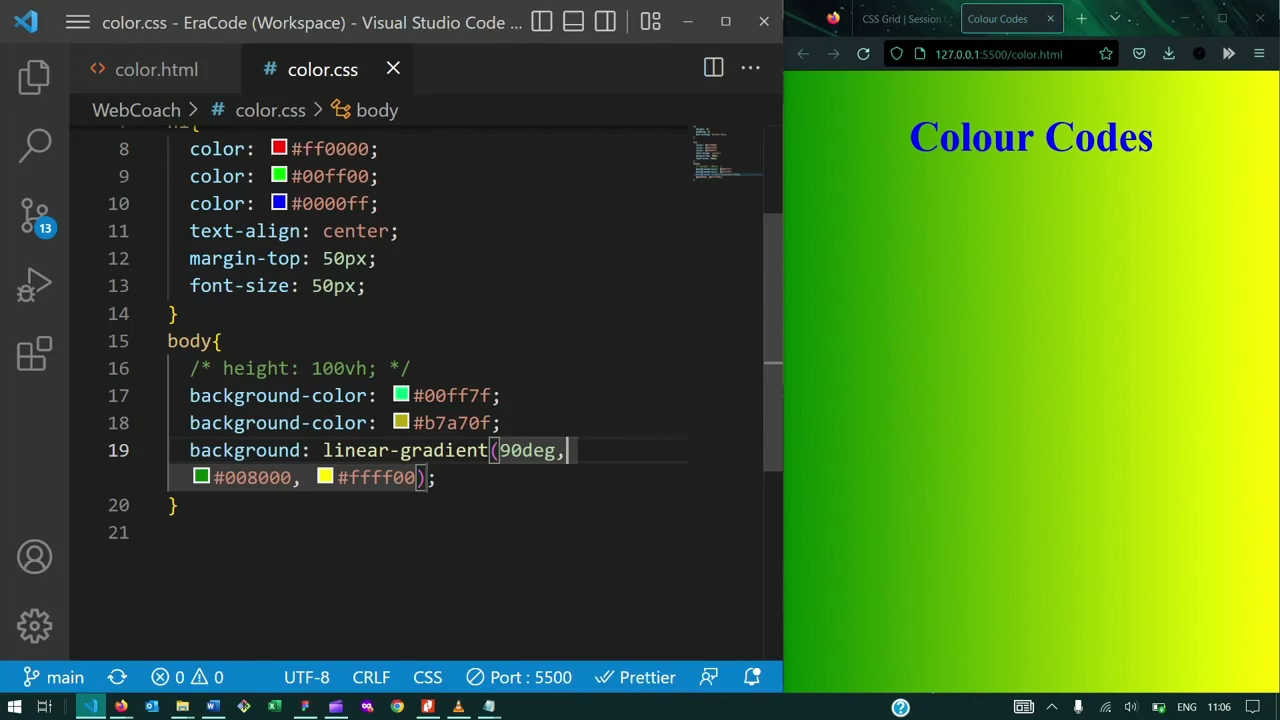 color.css - EraCode (Workspace) - Visual Studio Code ...
color.html
# color.css
WebCoach > # color.css > body
8 color: #ff0000;
9 color: #00ff00;
10 color: #0000ff;
11 text-align: center;
12 margin-top: 50px;
13 font-size: 50px;
14 }
15 body{
16 /* height: 100vh; */
17 background-color: #00ff7f;
18 background-color: #b7a70f;
19 background: linear-gradient(90deg,
#008000, #ffff00);
20 }
21
13
main 0 0 UTF-8 CRLF CSS Port : 5500 Prettier
CSS Grid | Session
Colour Codes
127.0.0.1:5500/color.html
Colour Codes
ENG 11:06